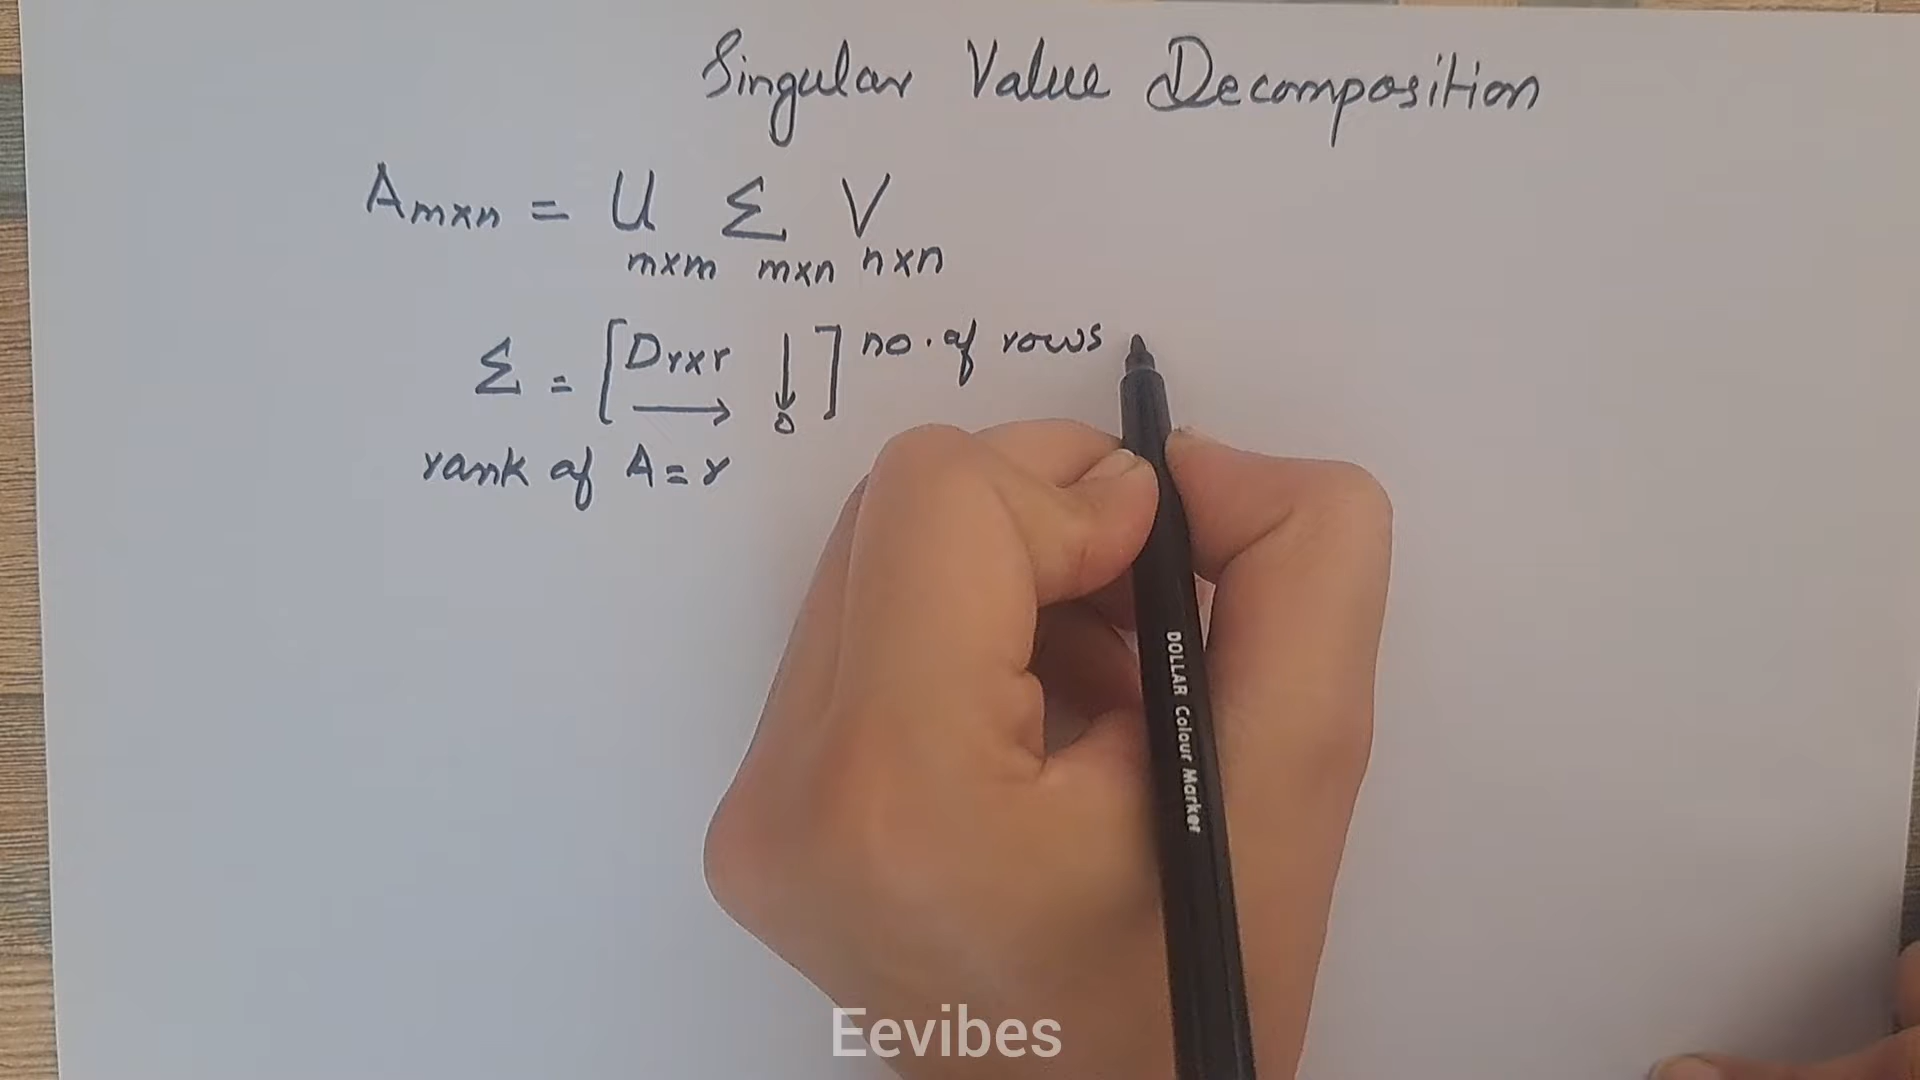 Singular Value Decomposition
Amxn = U Σ V
mxm mxn nxn
Σ = [Drxr ↓] no. of rows
→ 0
rank of A = r
DOLLAR Colour Marker
Eevibes